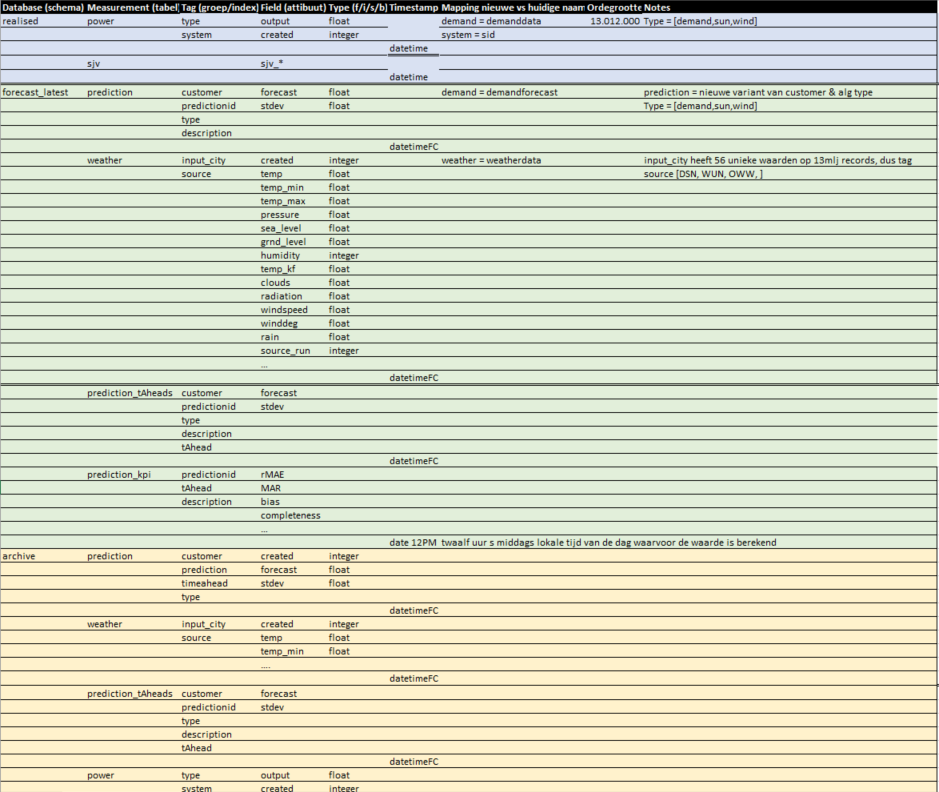 Database (schema) Measurement (tabel) Tag (groep/index) Field (attibuut) Type (f/i/s/b) Timestamp Mapping nieuwe vs huidige naam Ordegrootte Notes
realised power type output float demand = demanddata 13.012.000 Type = [demand,sun,wind]
system created integer system = sid
datetime
sjv sjv_*
datetime
forecast_latest prediction customer forecast float demand = demandforecast prediction = nieuwe variant van customer & alg type
predictionid stdev float Type = [demand,sun,wind]
type
description
datetimeFC
weather input_city created integer weather = weatherdata input_city heeft 56 unieke waarden op 13mlj records, dus tag
source temp float source [DSN, WUN, OWW, ]
temp_min float
temp_max float
pressure float
sea_level float
grnd_level float
humidity integer
temp_kf float
clouds float
radiation float
windspeed float
winddeg float
rain float
source_run integer
...
datetimeFC
prediction_tAheads customer forecast
predictionid stdev
type
description
tAhead
datetimeFC
prediction_kpi predictionid rMAE
tAhead MAR
description bias
completeness
...
date 12PM twaalf uur s middags lokale tijd van de dag waarvoor de waarde is berekend
archive prediction customer created integer
prediction forecast float
timeahead stdev float
type
datetimeFC
weather input_city created integer
source temp float
temp_min float
....
datetimeFC
prediction_tAheads customer forecast
predictionid stdev
type
description
tAhead
datetimeFC
power type output float
system created integer